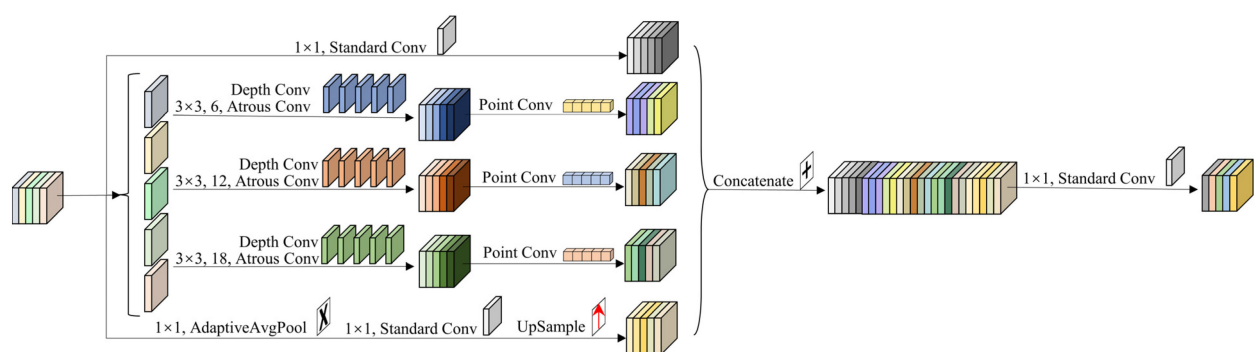 1×1, Standard Conv
Depth Conv
3×3, 6, Atrous Conv
Point Conv
Depth Conv
3×3, 12, Atrous Conv
Point Conv
Concatenate
+
1×1, Standard Conv
Depth Conv
3×3, 18, Atrous Conv
Point Conv
1×1, AdaptiveAvgPool
1×1, Standard Conv
UpSample